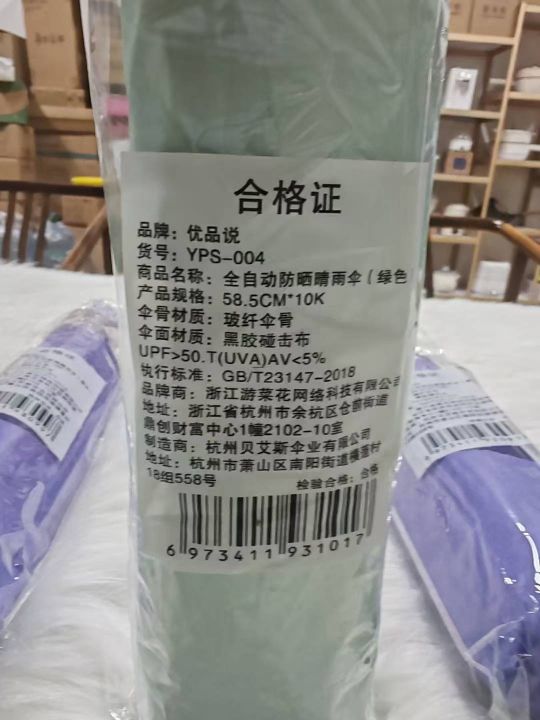 合格证
品牌：优品说
货号：YPS-004
商品名称：全自动防晒晴雨伞（绿色
产品规格：58.5CM*10K
伞骨材质：玻纤伞骨
伞面材质：黑胶碰击布
UPF>50.T(UVA)AV<5%
执行标准：GB/T23147-2018
品牌商：浙江游菜花网络科技有限公司
地址：浙江省杭州市余杭区仓前街道
鼎创财富中心1幢2102-10室
制造商：杭州贝艾斯伞业有限公司
地址：杭州市萧山区南阳街道横蓬村
18组558号
检验合格：合格
6 973411 931017